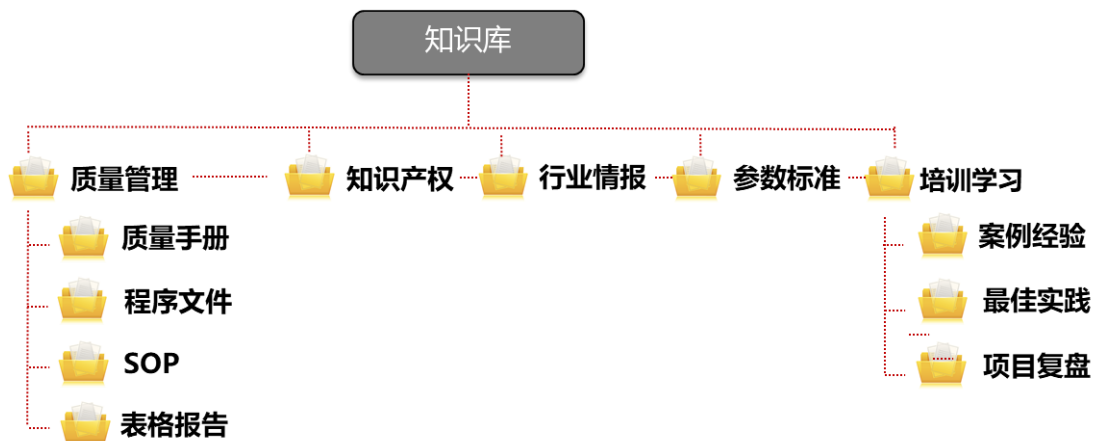 知识库
质量管理
知识产权
行业情报
参数标准
培训学习
质量手册
程序文件
SOP
表格报告
案例经验
最佳实践
项目复盘